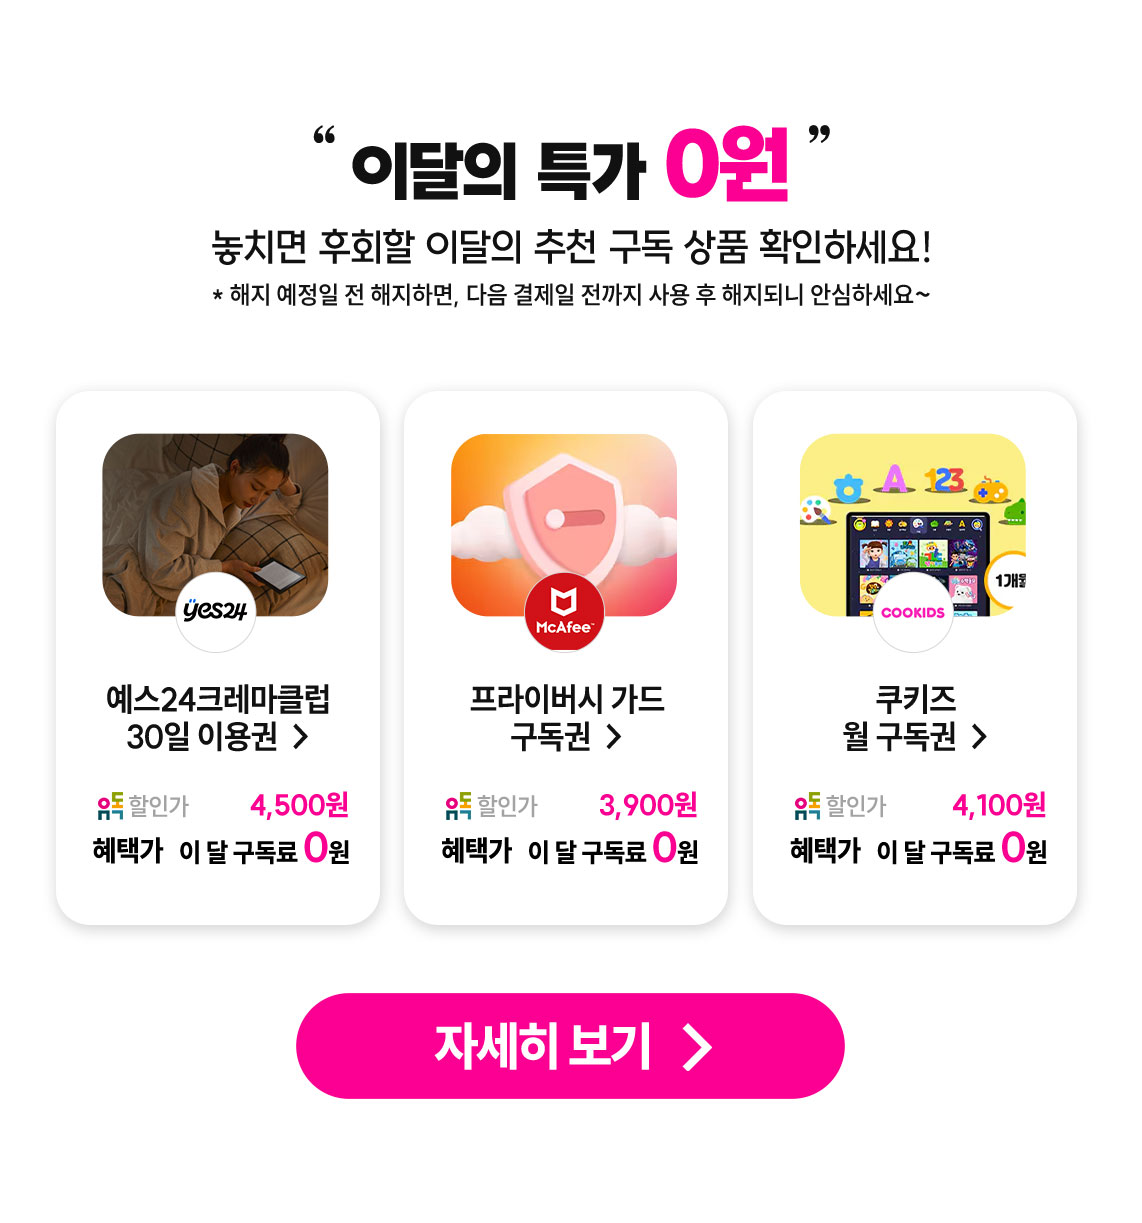 “ 이달의 특가 0원 ”
놓치면 후회할 이달의 추천 구독 상품 확인하세요!
* 해지 예정일 전 해지하면, 다음 결제일 전까지 사용 후 해지되니 안심하세요~
yes24
예스24크레마클럽
30일 이용권 >
유독 할인가 4,500원
혜택가 이 달 구독료 0원
McAfee™
프라이버시 가드
구독권 >
유독 할인가 3,900원
혜택가 이 달 구독료 0원
A 123
1개월
COOKIDS
쿠키즈
월 구독권 >
유독 할인가 4,100원
혜택가 이 달 구독료 0원
자세히 보기 >